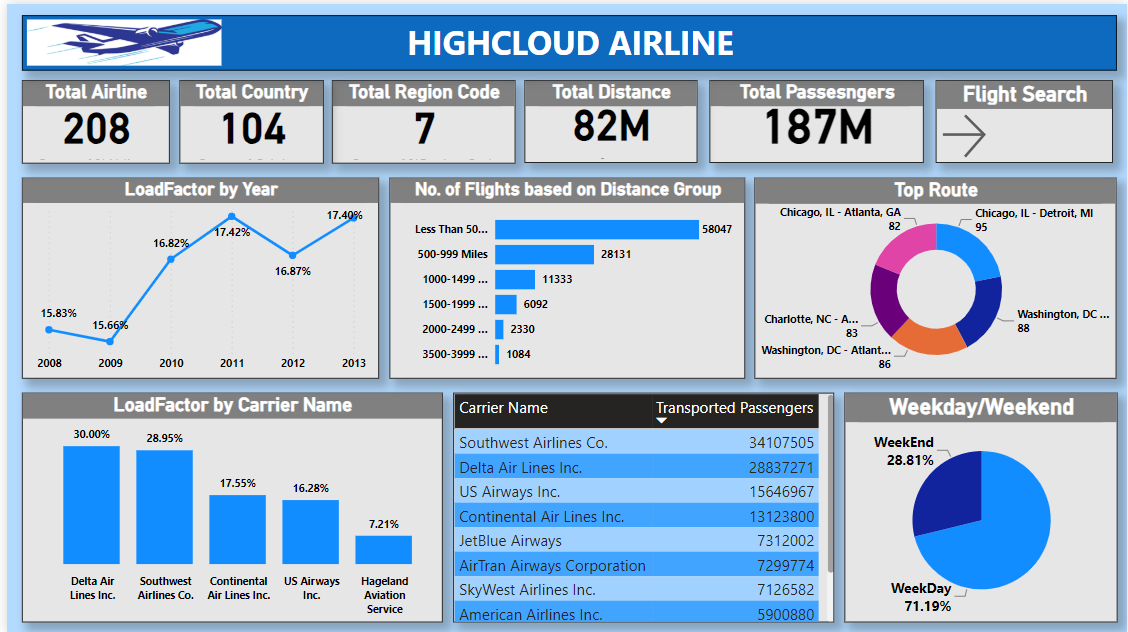 HIGHCLOUD AIRLINE
Total Airline
208
Total Country
104
Total Region Code
7
Total Distance
82M
Total Passesngers
187M
Flight Search
LoadFactor by Year
15.83%
15.66%
16.82%
17.42%
16.87%
17.40%
2008 2009 2010 2011 2012 2013
No. of Flights based on Distance Group
Less Than 50... 58047
500-999 Miles 28131
1000-1499 ... 11333
1500-1999 ... 6092
2000-2499 ... 2330
3500-3999 ... 1084
Top Route
Chicago, IL - Atlanta, GA
82
Chicago, IL - Detroit, MI
95
Charlotte, NC - A...
83
Washington, DC ...
88
Washington, DC - Atlant...
86
LoadFactor by Carrier Name
30.00%
28.95%
17.55%
16.28%
7.21%
Delta Air
Lines Inc.
Southwest
Airlines Co.
Continental
Air Lines Inc.
US Airways
Inc.
Hageland
Aviation
Service
Carrier Name Transported Passengers
Southwest Airlines Co. 34107505
Delta Air Lines Inc. 28837271
US Airways Inc. 15646967
Continental Air Lines Inc. 13123800
JetBlue Airways 7312002
AirTran Airways Corporation 7299774
SkyWest Airlines Inc. 7126582
American Airlines Inc. 5900880
Weekday/Weekend
WeekEnd
28.81%
WeekDay
71.19%